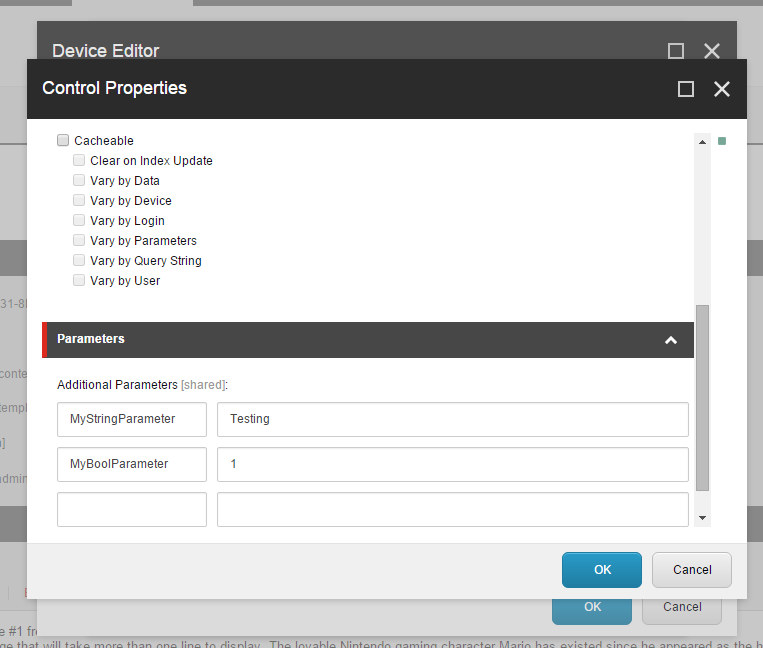 Device Editor
Control Properties
Cacheable
Clear on Index Update
Vary by Data
Vary by Device
Vary by Login
Vary by Parameters
Vary by Query String
Vary by User
31-8
Parameters
conte
Additional Parameters [shared]:
templ
MyStringParameter Testing
]
MyBoolParameter 1
admin
OK Cancel
OK Cancel
e #1 fr
ge that will take more than one line to display. The lovable Nintendo gaming character Mario has existed since he appeared as the h